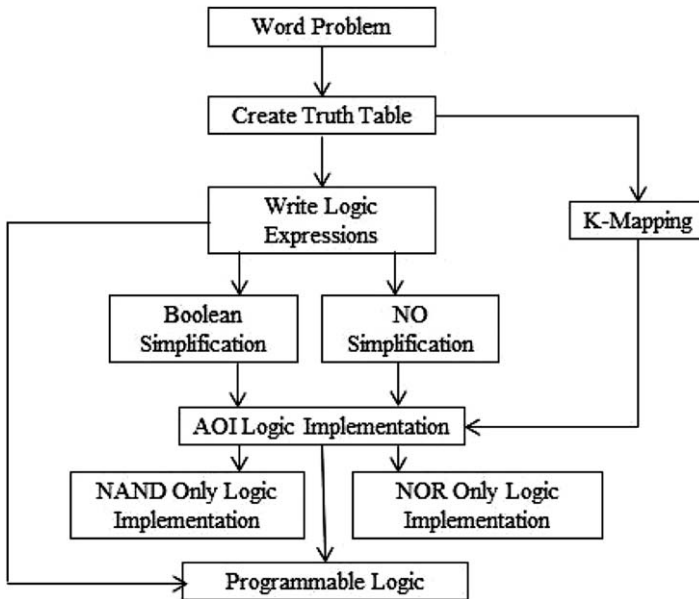 Word Problem
Create Truth Table
Write Logic
Expressions
K-Mapping
Boolean
Simplification
NO
Simplification
AOI Logic Implementation
NAND Only Logic
Implementation
NOR Only Logic
Implementation
Programmable Logic